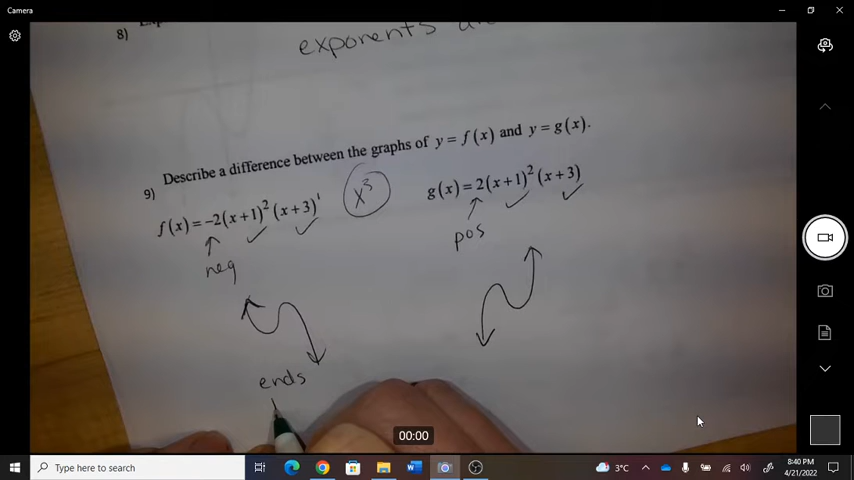 Camera
8)
exponents
9) Describe a difference between the graphs of y = f(x) and y = g(x).
f(x) = -2(x+1)² (x+3)¹
x³
g(x) = 2(x+1)² (x+3)
neg
pos
ends
00:00
Type here to search
3°C
8:40 PM
4/21/2022